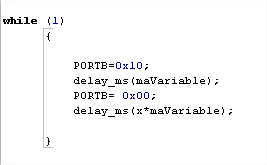 while (1)
{
PORTB=0x10;
delay_ms(maVariable);
PORTB= 0x00;
delay_ms(x*maVariable);
}